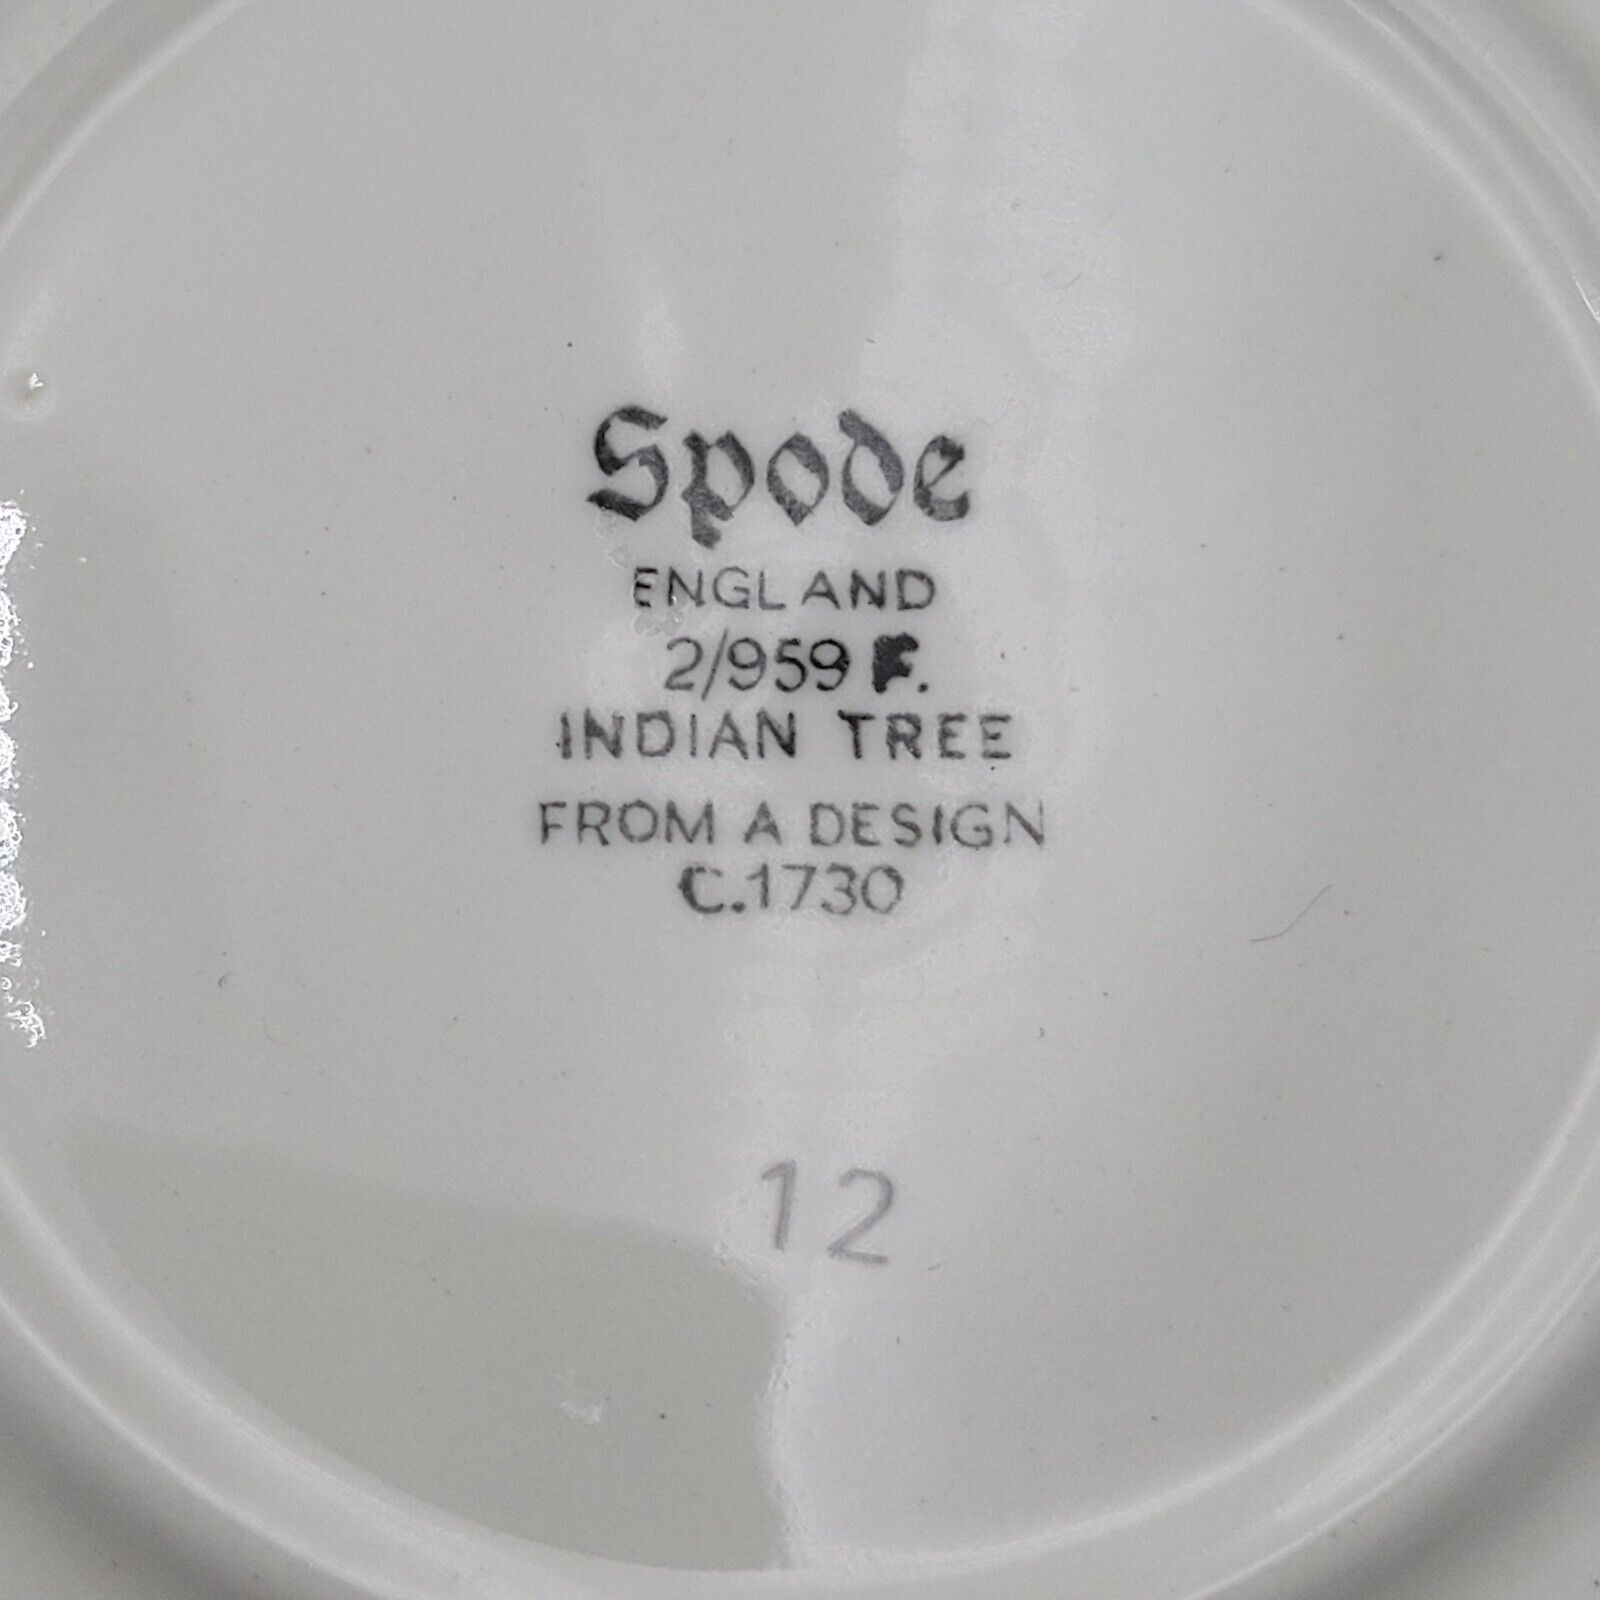 Spode
ENGLAND
2/959 F.
INDIAN TREE
FROM A DESIGN
C.1730
12